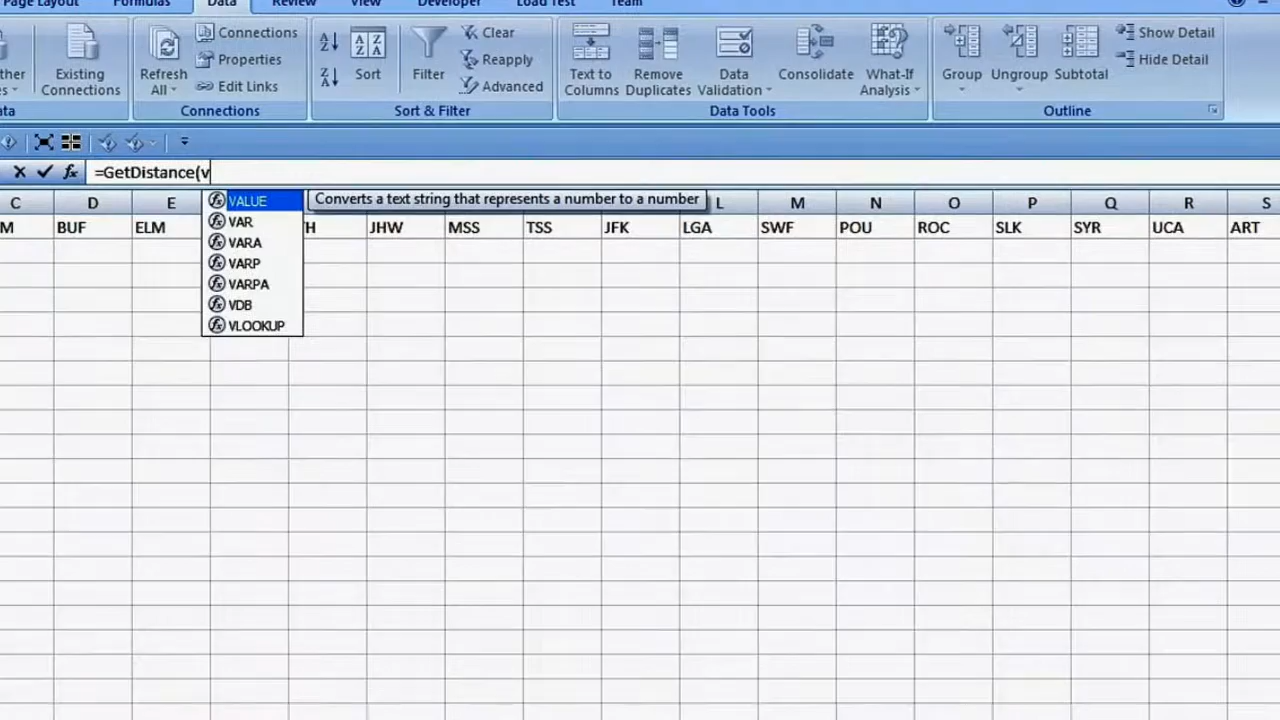 Page Layout Formulas Data Review View Developer Load Test Team
Connections
Properties
Edit Links
Existing
Connections
Refresh
All
Sort
Filter
Clear
Reapply
Advanced
Text to
Columns
Remove
Duplicates
Data
Validation
Consolidate
What-If
Analysis
Group
Ungroup
Subtotal
Show Detail
Hide Detail
Connections Sort & Filter Data Tools Outline
=GetDistance(v
VALUE
VAR
VARA
VARP
VARPA
VDB
VLOOKUP
Converts a text string that represents a number to a number
C D E L M N O P Q R S
M BUF ELM H JHW MSS TSS JFK LGA SWF POU ROC SLK SYR UCA ART